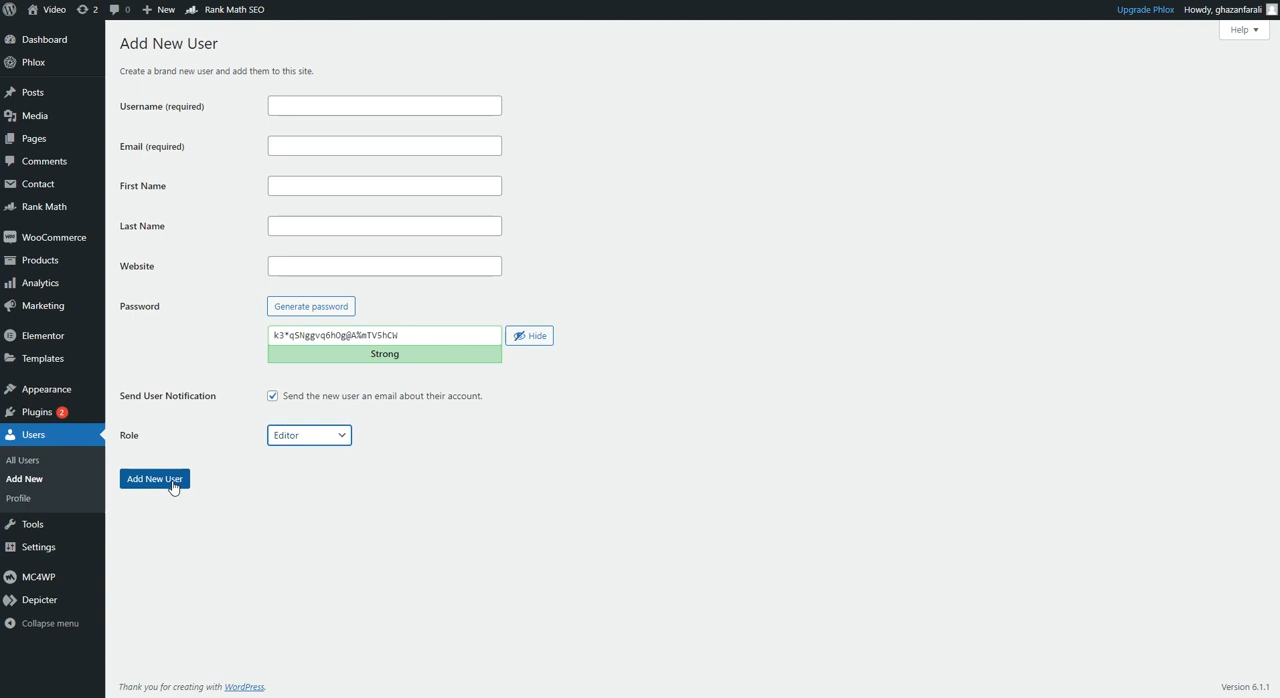 Video 2 0 New Rank Math SEO Upgrade Phlox Howdy, ghazanfarali
Help
Dashboard
Phlox
Posts
Media
Pages
Comments
Contact
Rank Math
WooCommerce
Products
Analytics
Marketing
Elementor
Templates
Appearance
Plugins 2
Users
All Users
Add New
Profile
Tools
Settings
MC4WP
Depicter
Collapse menu
Add New User
Create a brand new user and add them to this site.
Username (required)
Email (required)
First Name
Last Name
Website
Password Generate password
k3*qSNggvq6hOg@A%mTV5hCW Hide
Strong
Send User Notification Send the new user an email about their account.
Role Editor
Add New User
Thank you for creating with WordPress. Version 6.1.1